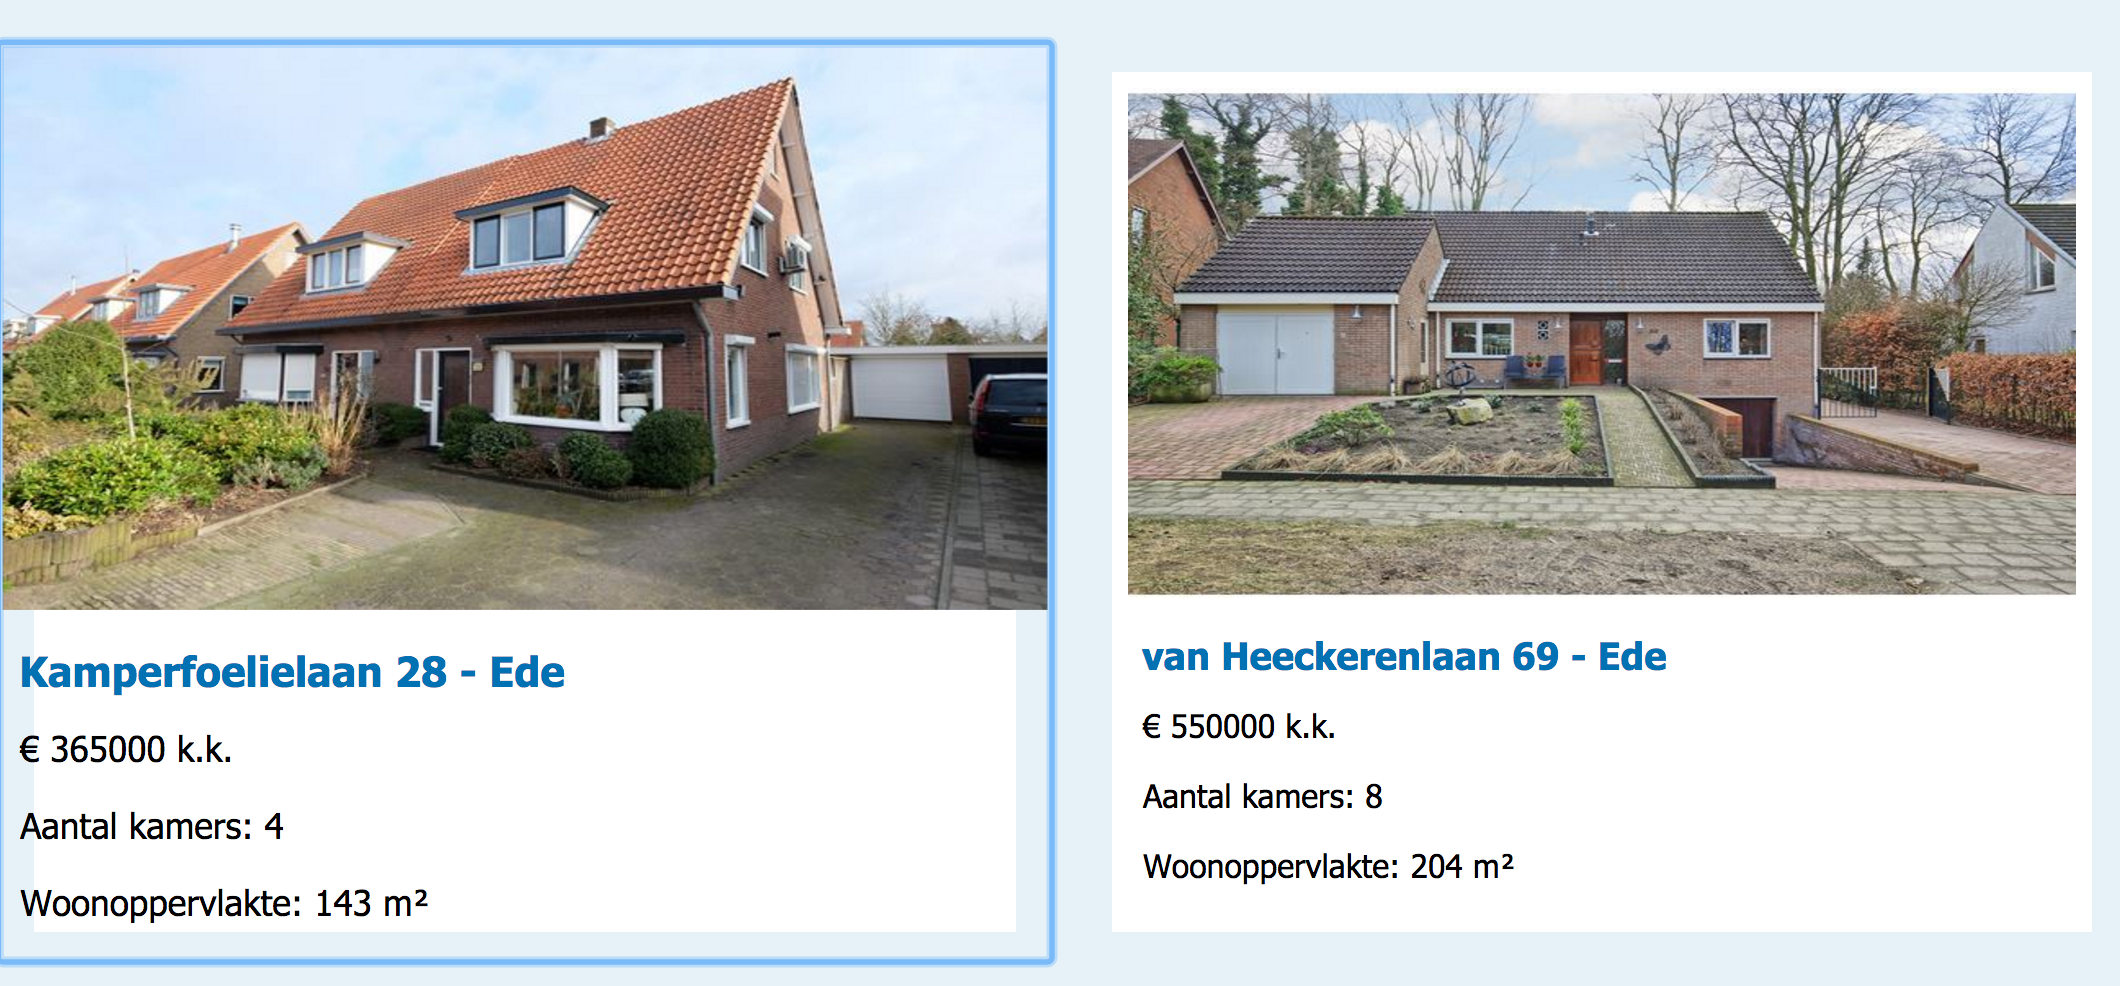 Kamperfoelielaan 28 - Ede
€ 365000 k.k.
Aantal kamers: 4
Woonoppervlakte: 143 m²
van Heeckerenlaan 69 - Ede
€ 550000 k.k.
Aantal kamers: 8
Woonoppervlakte: 204 m²